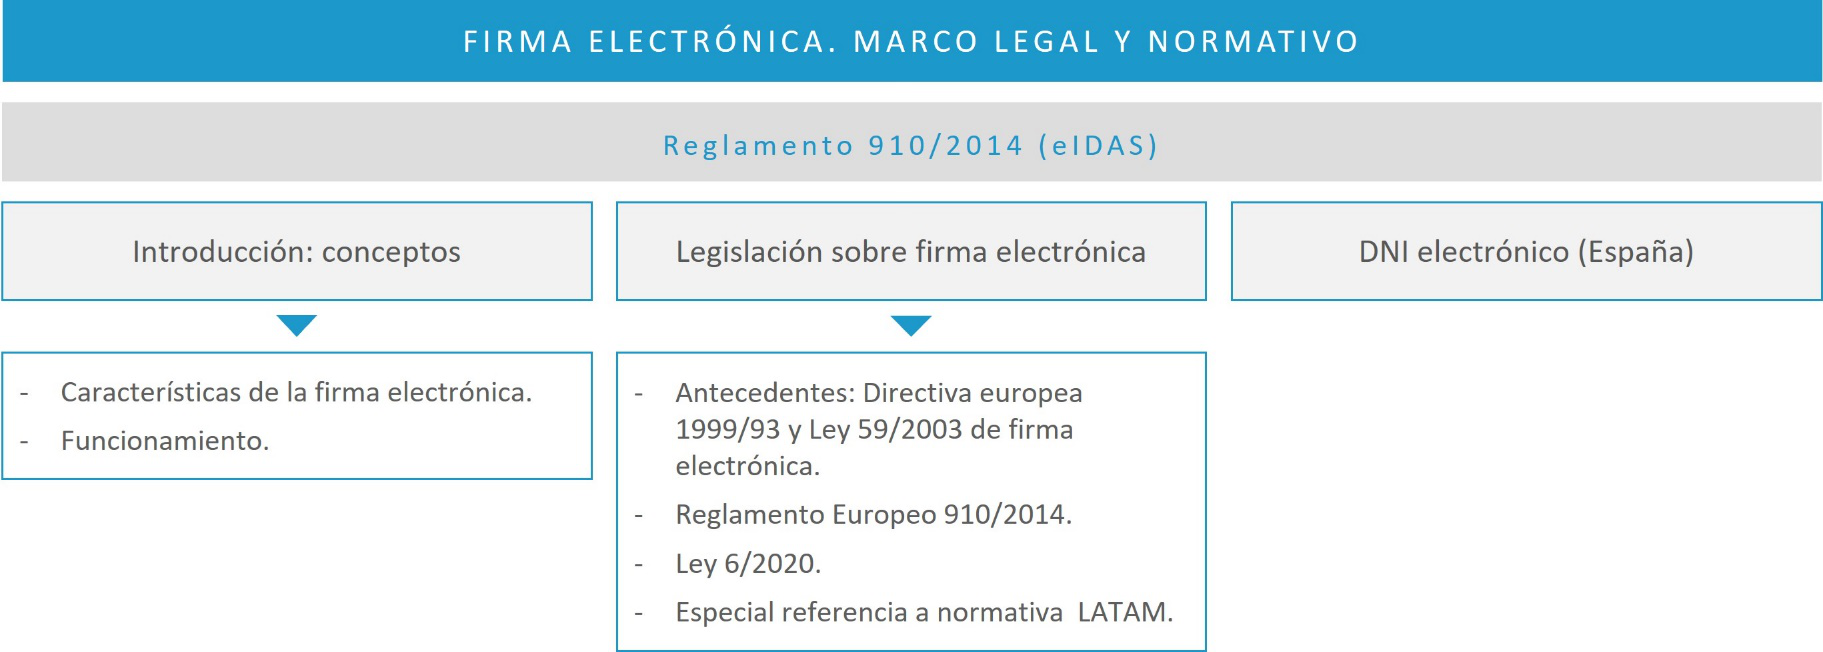 FIRMA ELECTRÓNICA. MARCO LEGAL Y NORMATIVO
Reglamento 910/2014 (eIDAS)
Introducción: conceptos
- Características de la firma electrónica.
- Funcionamiento.
Legislación sobre firma electrónica
- Antecedentes: Directiva europea
1999/93 y Ley 59/2003 de firma
electrónica.
- Reglamento Europeo 910/2014.
- Ley 6/2020.
- Especial referencia a normativa LATAM.
DNI electrónico (España)